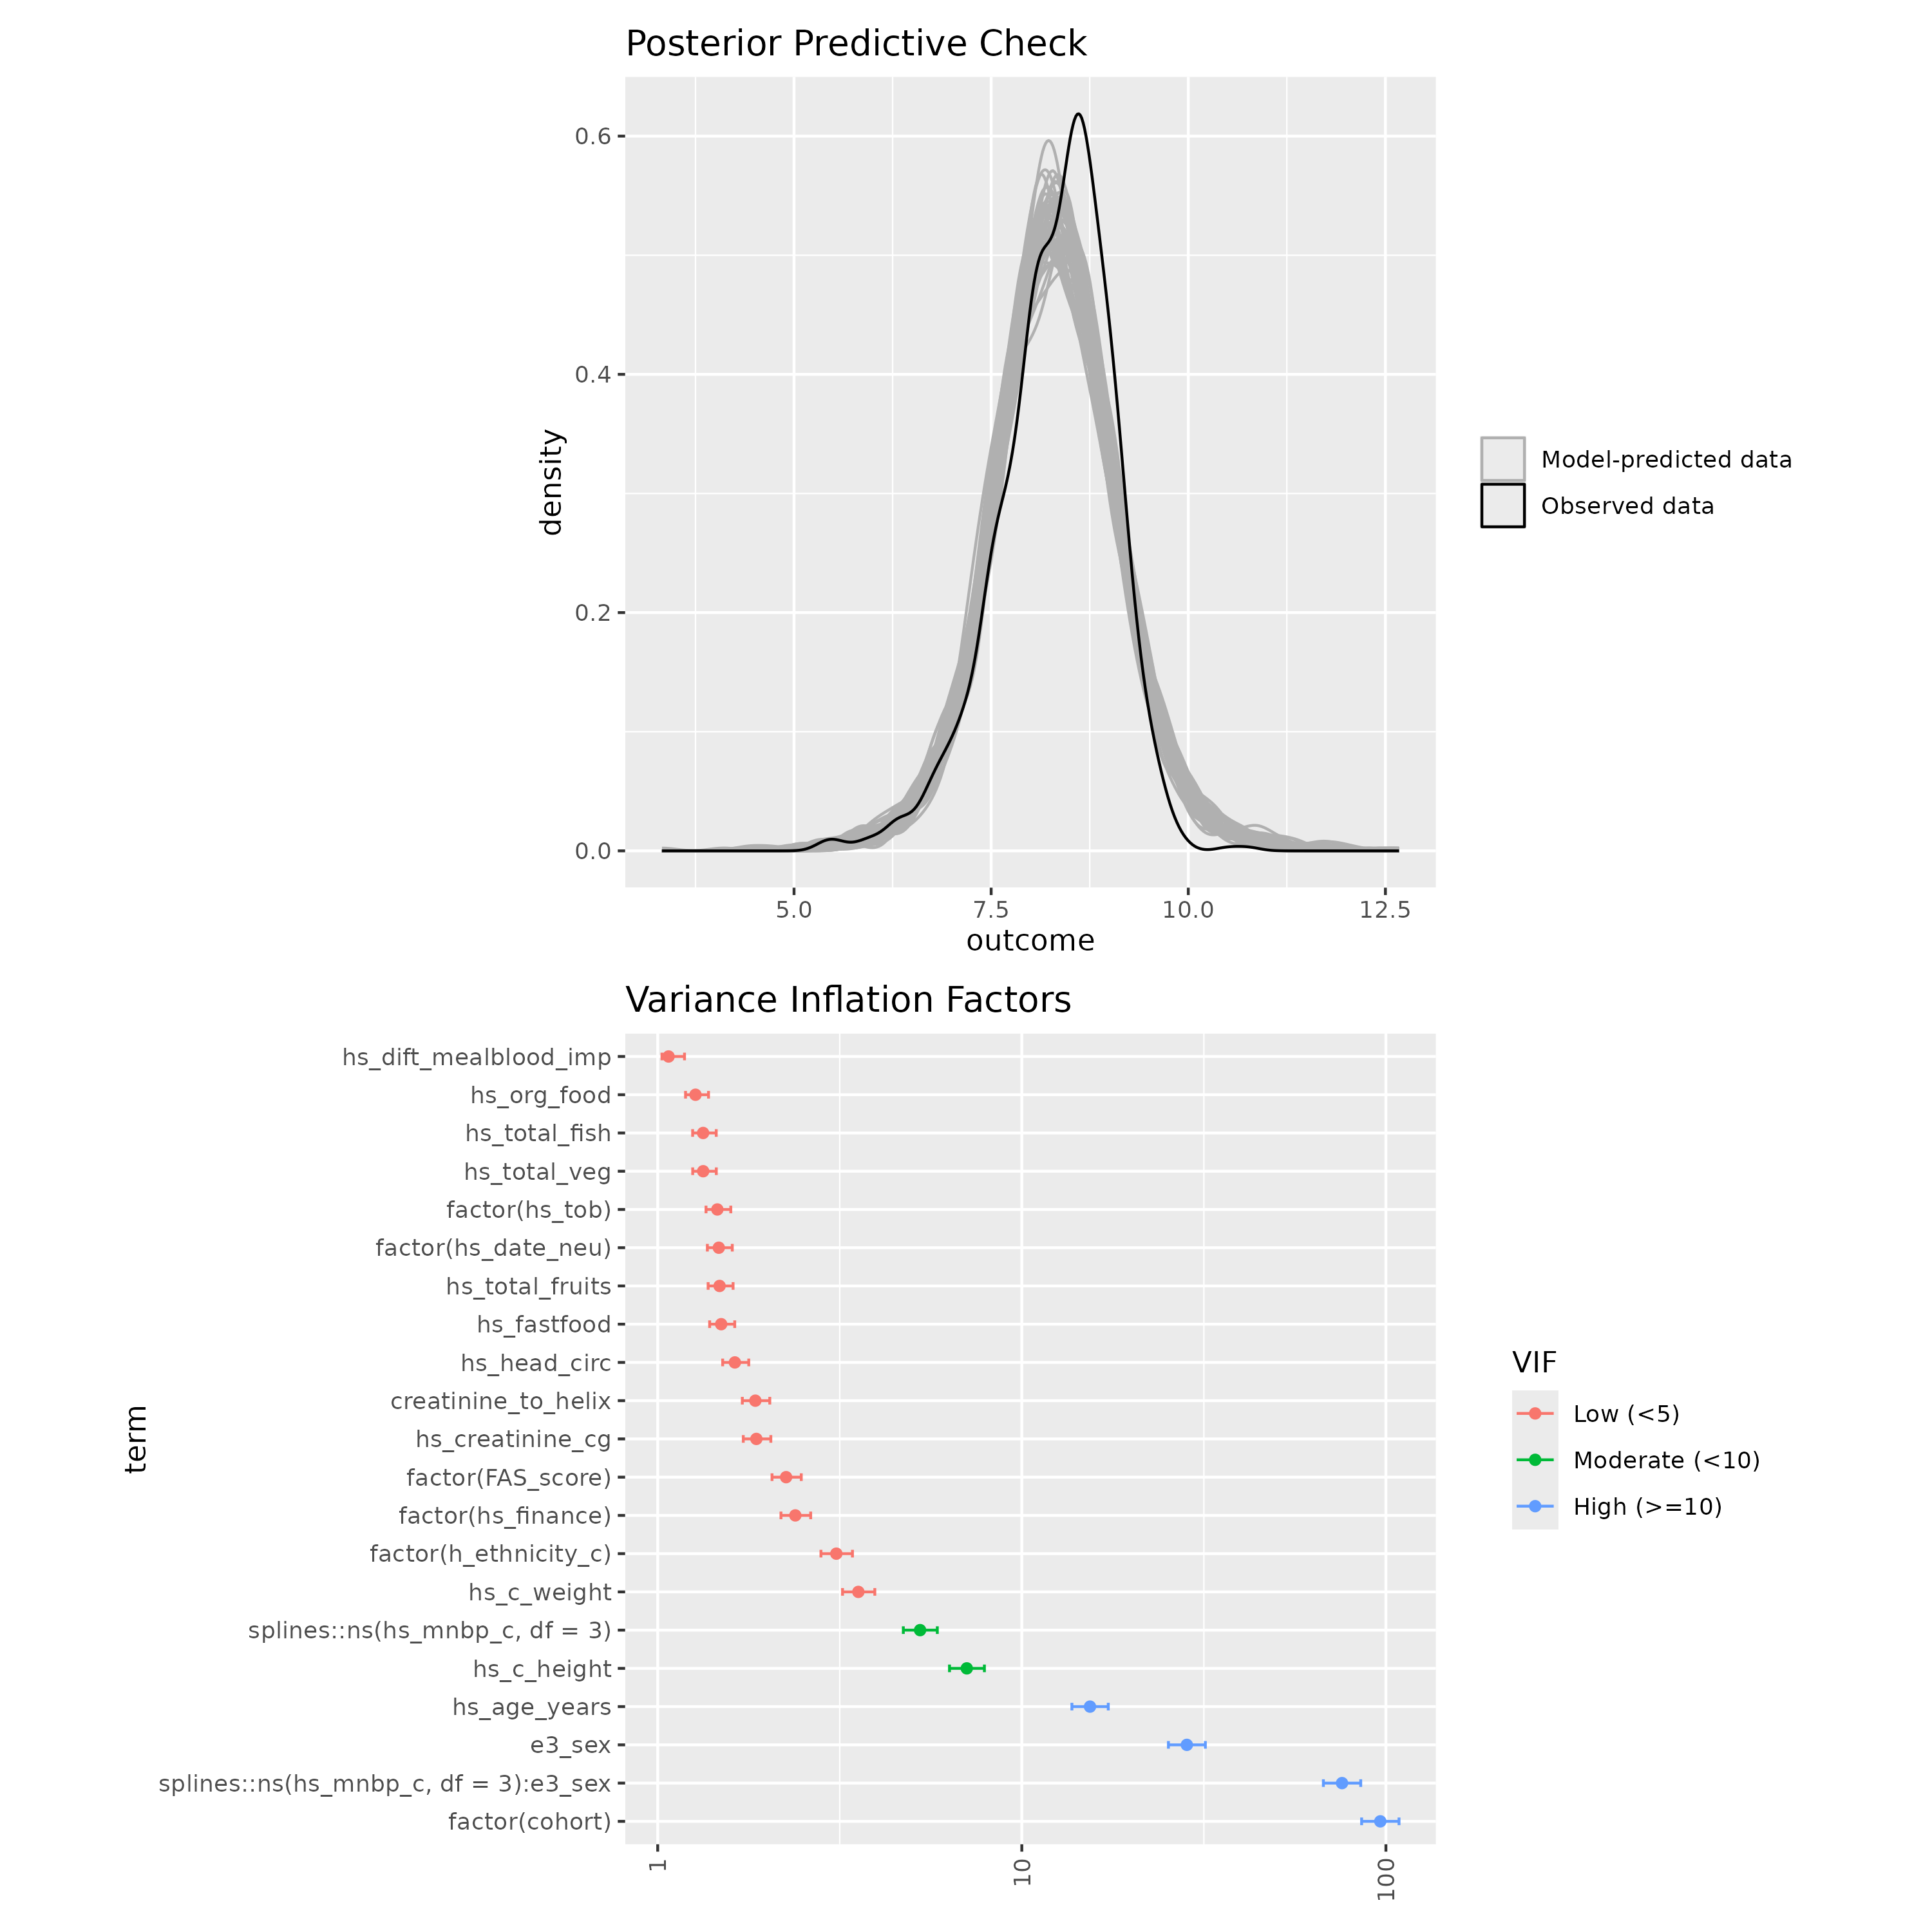 Posterior Predictive Check
0.6
0.4
0.2
0.0
density
5.0 7.5 10.0 12.5
outcome
Model-predicted data
Observed data
Variance Inflation Factors
term
hs_dift_mealblood_imp
hs_org_food
hs_total_fish
hs_total_veg
factor(hs_tob)
factor(hs_date_neu)
hs_total_fruits
hs_fastfood
hs_head_circ
creatinine_to_helix
hs_creatinine_cg
factor(FAS_score)
factor(hs_finance)
factor(h_ethnicity_c)
hs_c_weight
splines::ns(hs_mnbp_c, df = 3)
hs_c_height
hs_age_years
e3_sex
splines::ns(hs_mnbp_c, df = 3):e3_sex
factor(cohort)
1 10 100
VIF
Low (<5)
Moderate (<10)
High (>=10)